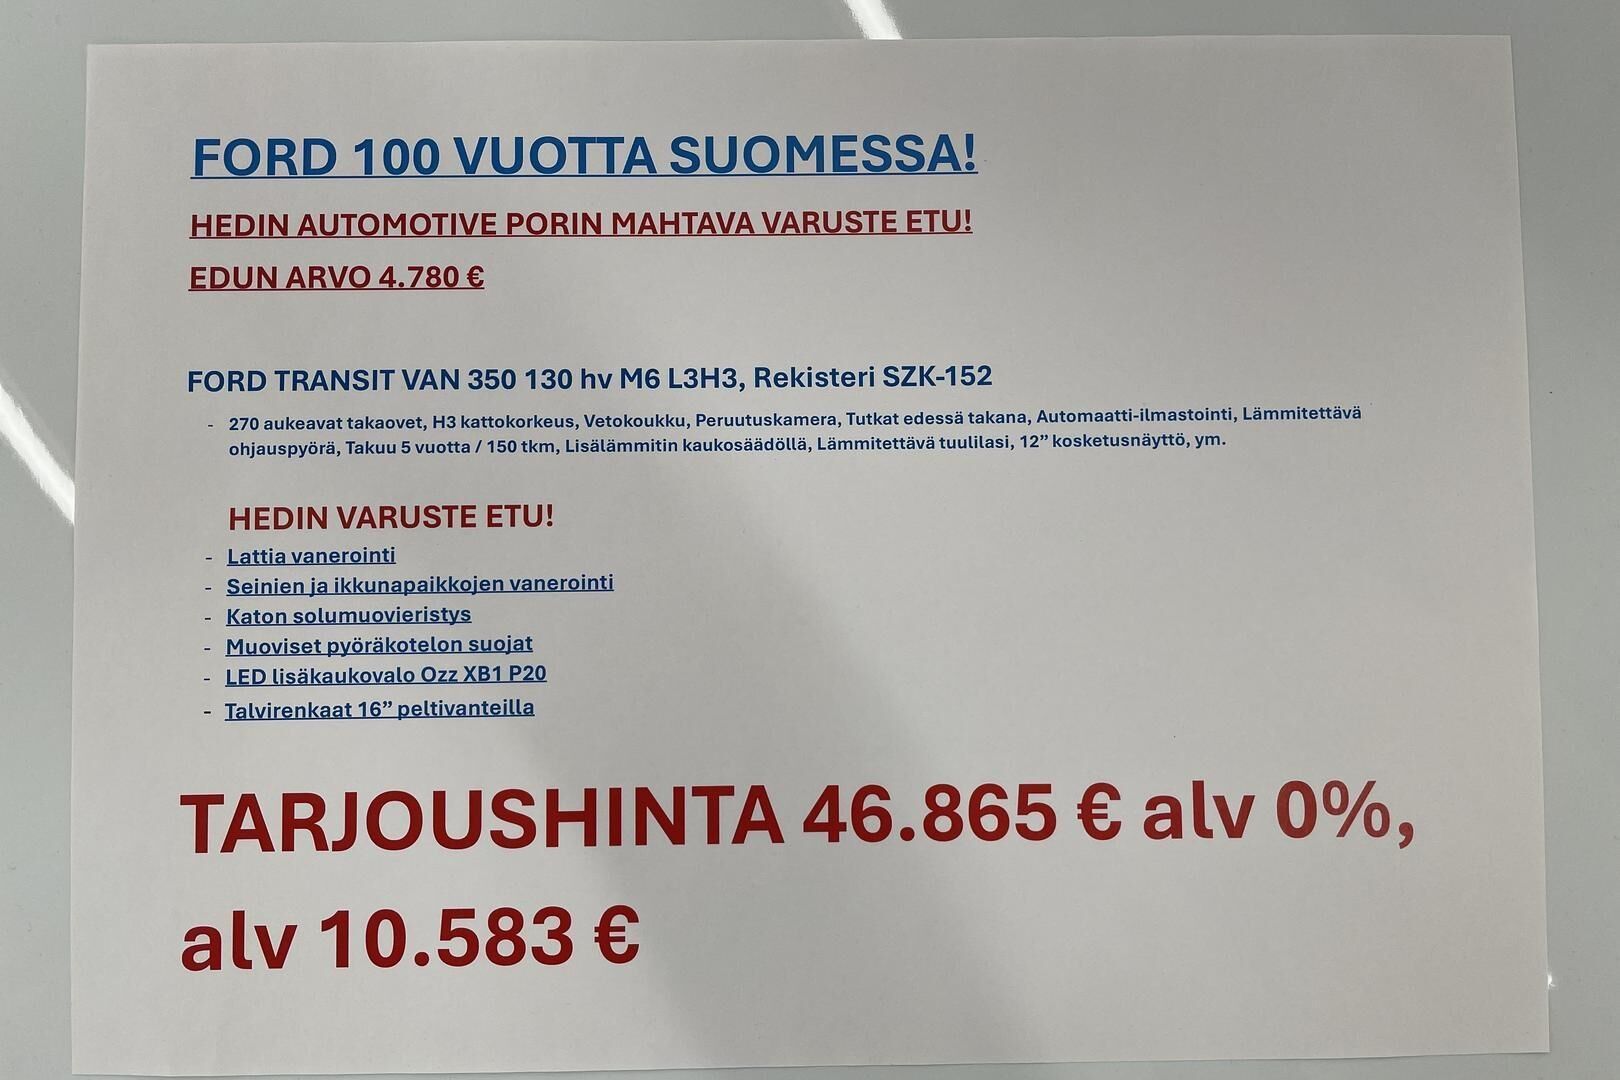 FORD 100 VUOTTA SUOMESSA!
HEDIN AUTOMOTIVE PORIN MAHTAVA VARUSTE ETU!
EDUN ARVO 4.780 €
FORD TRANSIT VAN 350 130 hv M6 L3H3, Rekisteri SZK-152
- 270 aukeavat takaovet, H3 kattokorkeus, Vetokoukku, Peruutuskamera, Tutkat edessä takana, Automaatti-ilmastointi, Lämmitettävä
ohjauspyörä, Takuu 5 vuotta / 150 tkm, Lisälämmitin kaukosäädöllä, Lämmitettävä tuulilasi, 12” kosketusnäyttö, ym.
HEDIN VARUSTE ETU!
- Lattia vanerointi
- Seinien ja ikkunapaikkojen vanerointi
- Katon solumuovieristys
- Muoviset pyöräkotelon suojat
- LED lisäkaukovalo Ozz XB1 P20
- Talvirenkaat 16” peltivanteilla
TARJOUSHINTA 46.865 € alv 0%,
alv 10.583 €